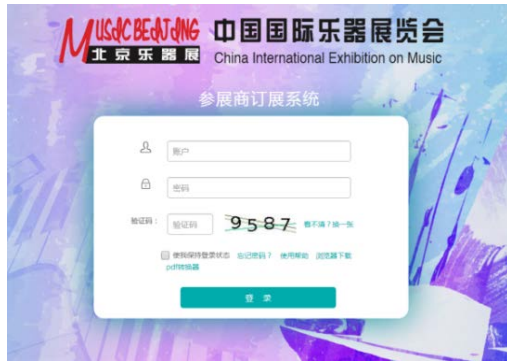 MUSIC BEIJING
北京乐器展
中国国际乐器展览会
China International Exhibition on Music
参展商订展系统
账户
密码
验证码： 验证码 9587 看不清？换一张
使我保持登录状态 忘记密码？ 使用帮助 浏览器下载
pdf转换器
登 录